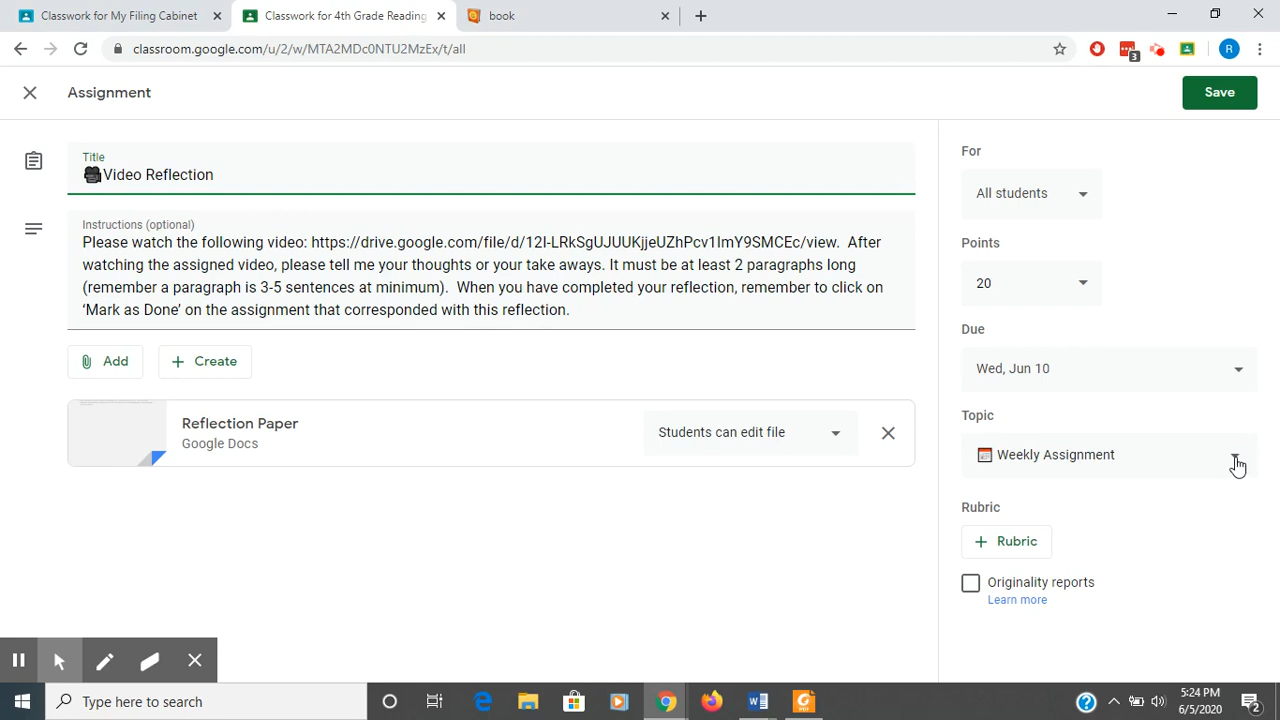 Classwork for My Filing Cabinet
Classwork for 4th Grade Reading
book
classroom.google.com/u/2/w/MTA2MDc0NTU2MzEx/t/all
3
R
Assignment
Save
Title
Video Reflection
Instructions (optional)
Please watch the following video: https://drive.google.com/file/d/12I-LRkSgUJUUKjjeUZhPcv1ImY9SMCEc/view. After
watching the assigned video, please tell me your thoughts or your take aways. It must be at least 2 paragraphs long
(remember a paragraph is 3-5 sentences at minimum). When you have completed your reflection, remember to click on
‘Mark as Done’ on the assignment that corresponded with this reflection.
Add
Create
Reflection Paper
Google Docs
Students can edit file
For
All students
Points
20
Due
Wed, Jun 10
Topic
Weekly Assignment
Rubric
+ Rubric
Originality reports
Learn more
Type here to search
5:24 PM
6/5/2020
2